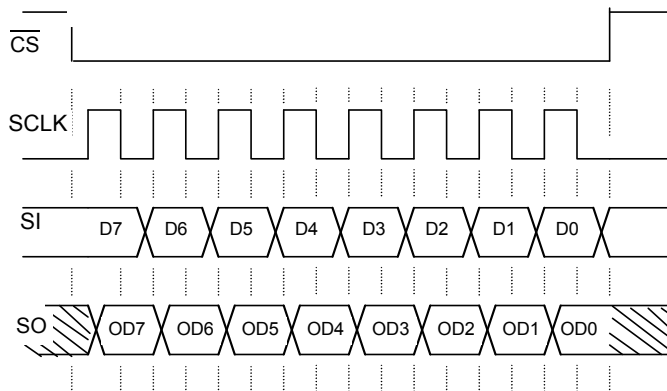 C̅S̅
SCLK
SI D7 D6 D5 D4 D3 D2 D1 D0
SO OD7 OD6 OD5 OD4 OD3 OD2 OD1 OD0